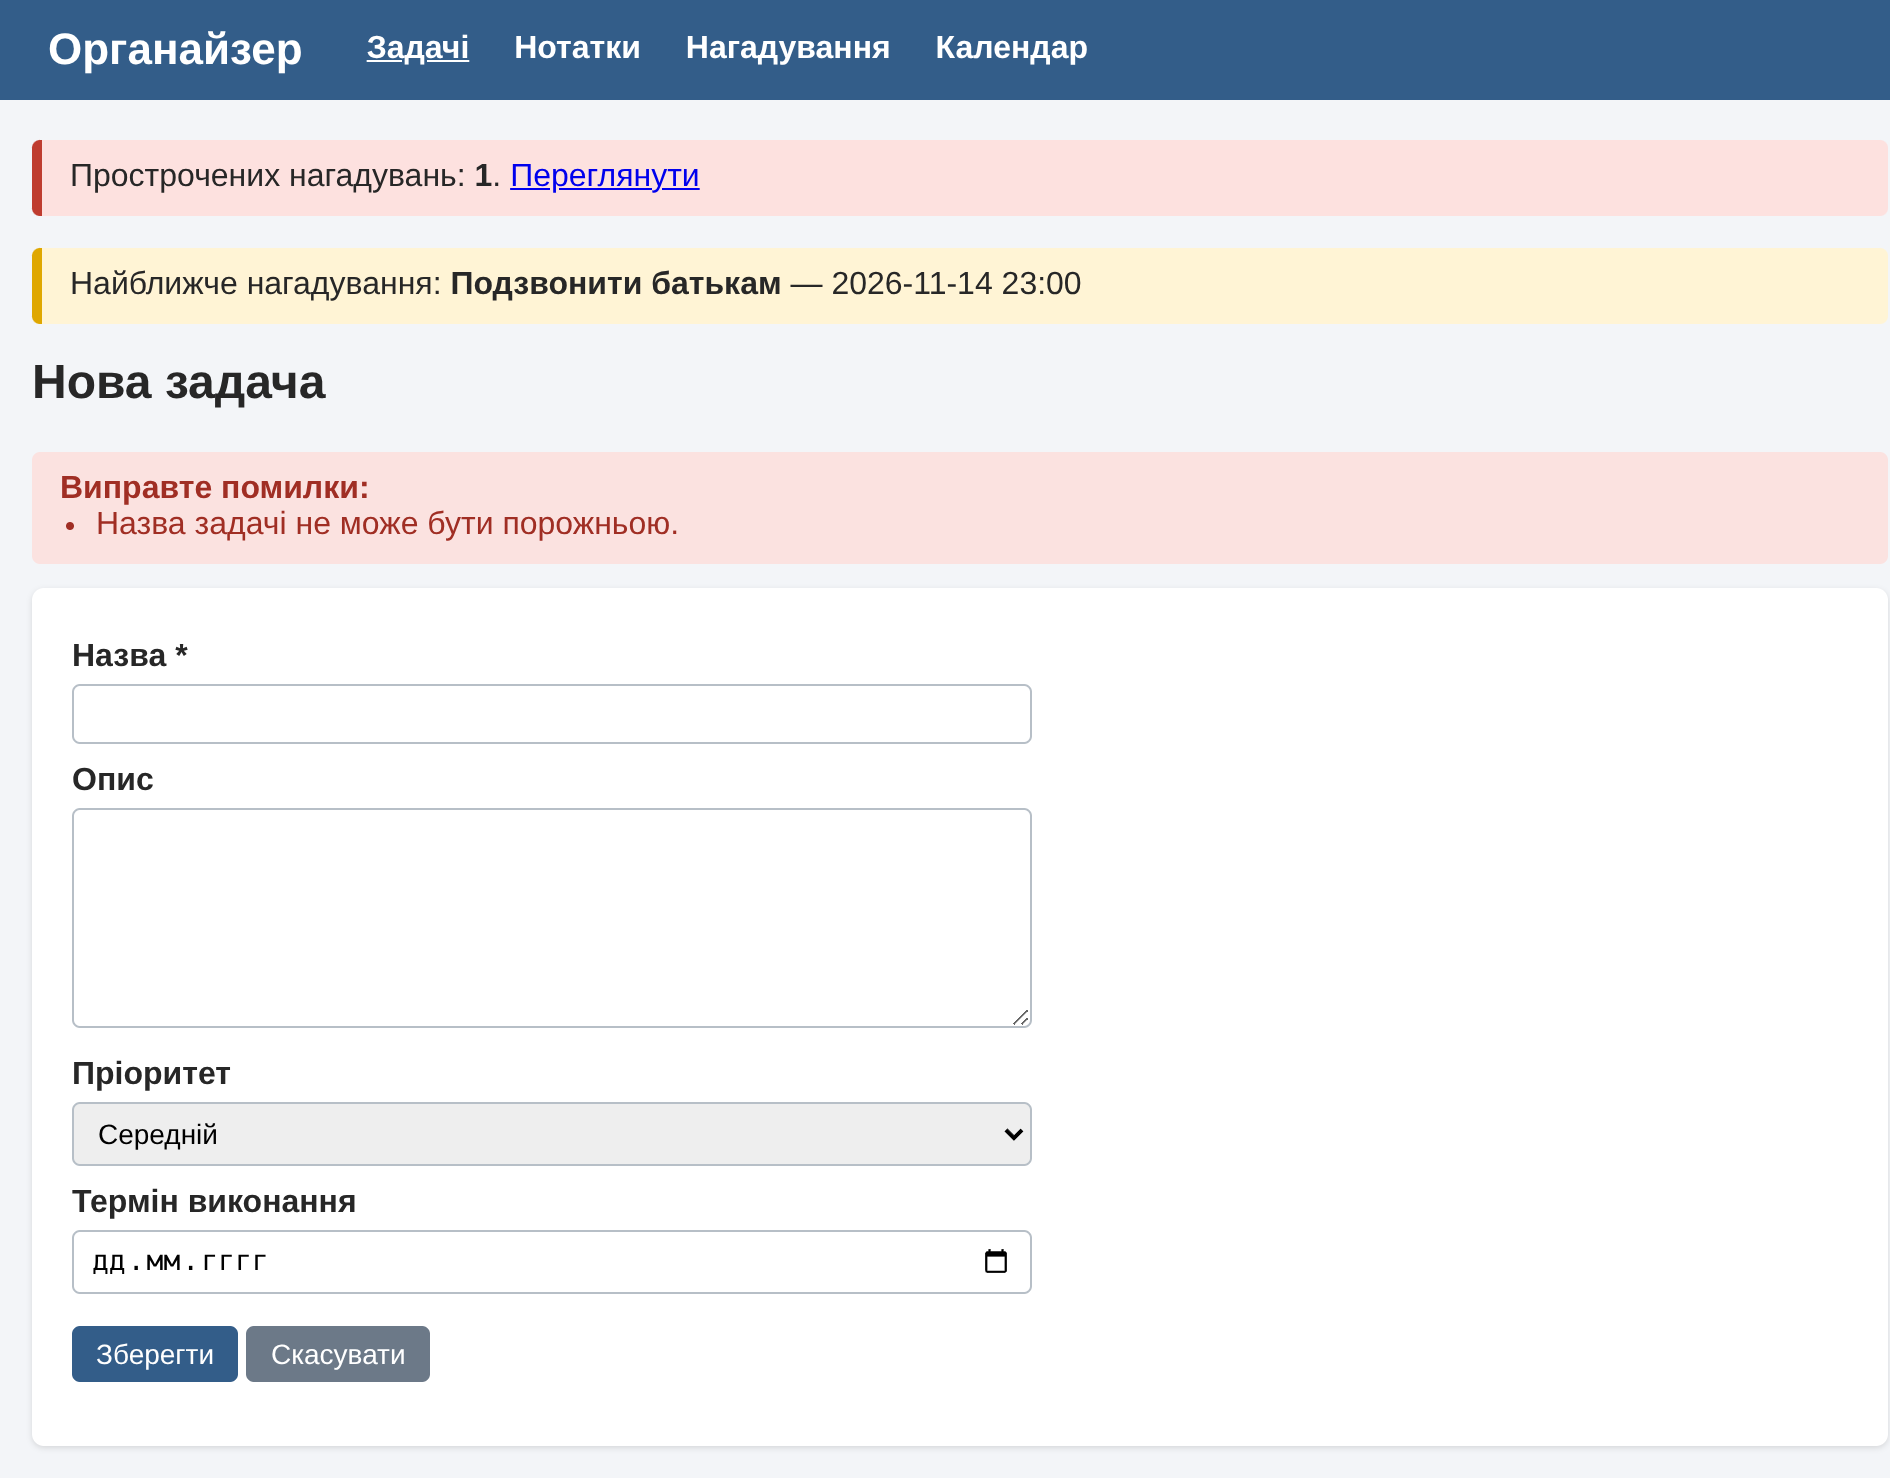 Органайзер Задачі Нотатки Нагадування Календар
Прострочених нагадувань: 1. Переглянути
Найближче нагадування: Подзвонити батькам — 2026-11-14 23:00
Нова задача
Виправте помилки:
• Назва задачі не може бути порожньою.
Назва *
Опис
Пріоритет
Середній
Термін виконання
дд.мм.гггг
Зберегти Скасувати